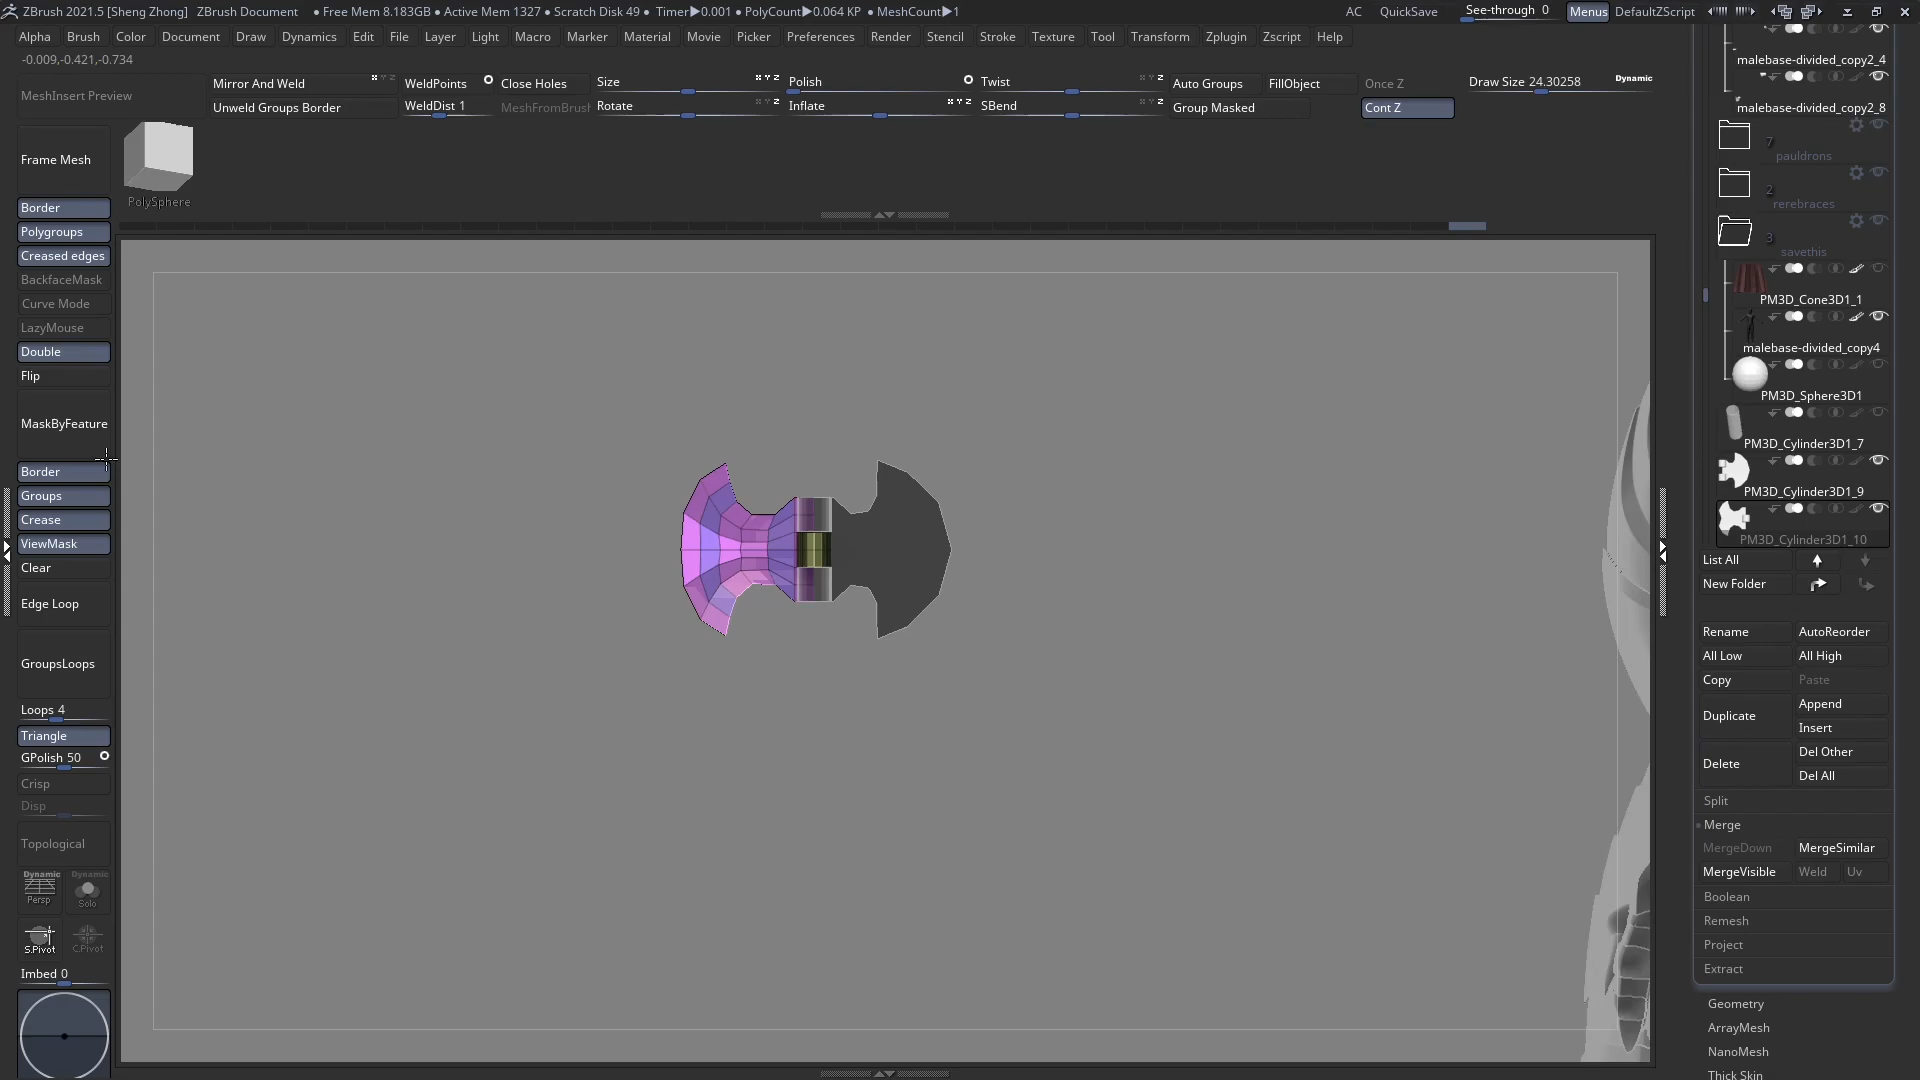 ZBrush 2021.5 [Sheng Zhong] ZBrush Document ● Free Mem 8.183GB ● Active Mem 1327 ● Scratch Disk 49 ● Timer▶0.001 ● PolyCount▶0.064 KP ● MeshCount▶1 AC QuickSave See-through 0 Menus DefaultZScript
Alpha Brush Color Document Draw Dynamics Edit File Layer Light Macro Marker Material Movie Picker Preferences Render Stencil Stroke Texture Tool Transform Zplugin Zscript Help
-0.009,-0.421,-0.734
MeshInsert Preview
Mirror And Weld
WeldPoints
Close Holes
Size
Polish
Twist
Auto Groups
FillObject
Once Z
Draw Size 24.30258
Dynamic
Unweld Groups Border
WeldDist 1
MeshFromBrush
Rotate
Inflate
SBend
Group Masked
Cont Z
Frame Mesh
PolySphere
Border
Polygroups
Creased edges
BackfaceMask
Curve Mode
LazyMouse
Double
Flip
MaskByFeature
Border
Groups
Crease
ViewMask
Clear
Edge Loop
GroupsLoops
Loops 4
Triangle
GPolish 50
Crisp
Disp
Topological
Dynamic
Persp
Dynamic
Solo
S.Pivot
C.Pivot
Imbed 0
malebase-divided_copy2_4
malebase-divided_copy2_8
7
pauldrons
2
rerebraces
3
savethis
PM3D_Cone3D1_1
malebase-divided_copy4
PM3D_Sphere3D1
PM3D_Cylinder3D1_7
PM3D_Cylinder3D1_9
PM3D_Cylinder3D1_10
List All
New Folder
Rename AutoReorder
All Low All High
Copy Paste
Duplicate
Append
Insert
Delete
Del Other
Del All
Split
Merge
MergeDown MergeSimilar
MergeVisible Weld Uv
Boolean
Remesh
Project
Extract
Geometry
ArrayMesh
NanoMesh
Thick Skin